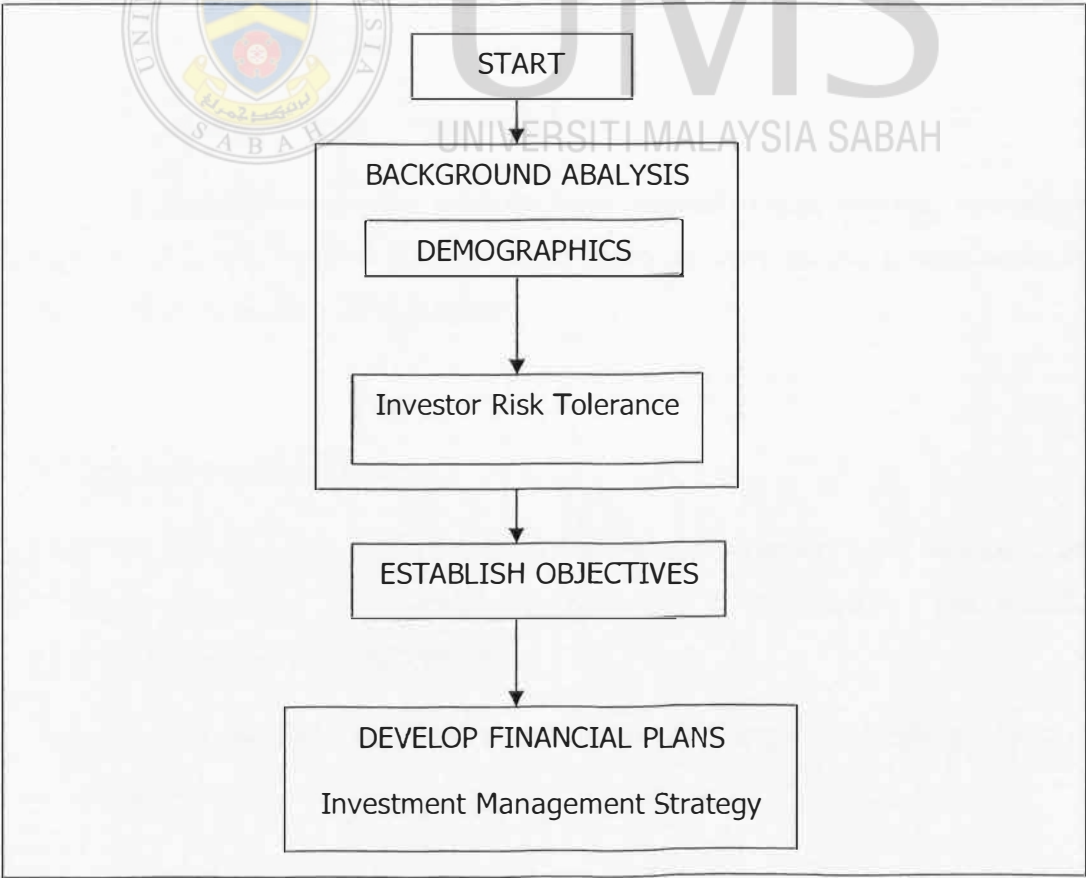 UMS
UNIVERSITI MALAYSIA SABAH
SABAH
START
BACKGROUND ABALYSIS
DEMOGRAPHICS
Investor Risk Tolerance
ESTABLISH OBJECTIVES
DEVELOP FINANCIAL PLANS
Investment Management Strategy